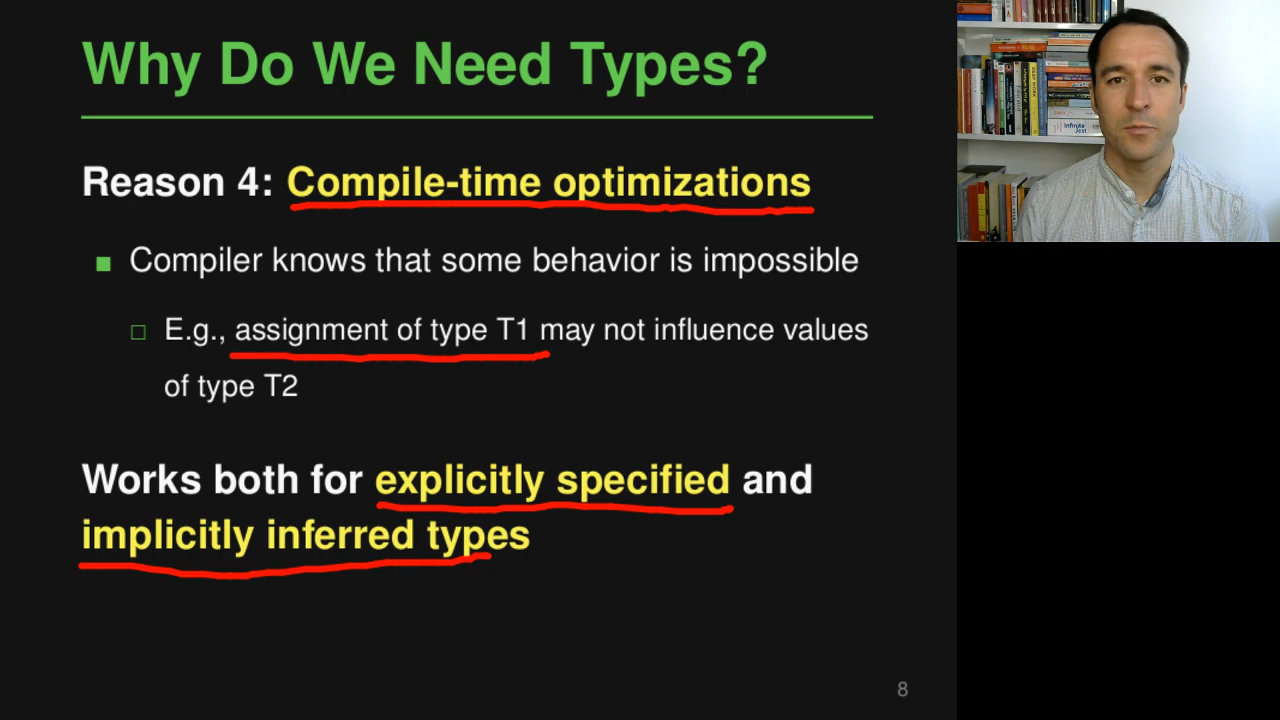 Why Do We Need Types?
Reason 4: Compile-time optimizations
■ Compiler knows that some behavior is impossible
□ E.g., assignment of type T1 may not influence values
of type T2
Works both for explicitly specified and
implicitly inferred types
8
Infinite
Jest